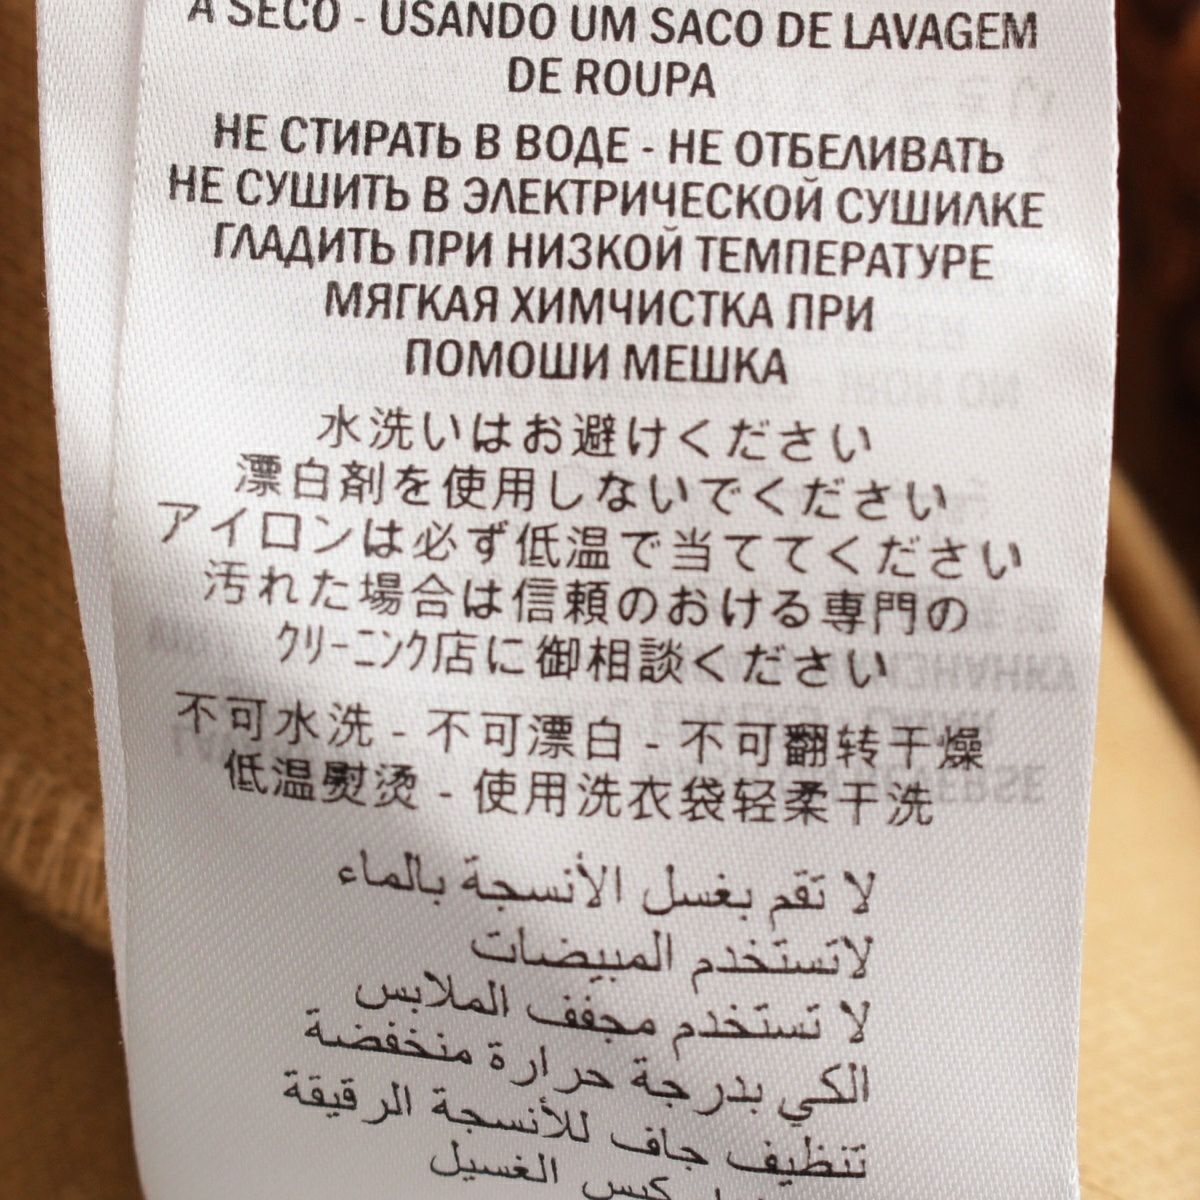 A SECO - USANDO UM SACO DE LAVAGEM
DE ROUPA
НЕ СТИРАТЬ В ВОДЕ - НЕ ОТБЕЛИВАТЬ
НЕ СУШИТЬ В ЭЛЕКТРИЧЕСКОЙ СУШИЛКЕ
ГЛАДИТЬ ПРИ НИЗКОЙ ТЕМПЕРАТУРЕ
МЯГКАЯ ХИМЧИСТКА ПРИ
ПОМОШИ МЕШКА
水洗いはお避けください
漂白剤を使用しないでください
アイロンは必ず低温で当ててください
汚れた場合は信頼のおける専門の
ｸﾘｰﾆﾝｸ店に御相談ください
不可水洗 - 不可漂白 - 不可翻转干燥
低温熨烫 - 使用洗衣袋轻柔干洗
لا تقم بغسل الأنسجة بالماء
لاتستخدم المبيضات
لا تستخدم مجفف الملابس
الكي بدرجة حرارة منخفضة
تنظيف جاف للأنسجة الرقيقة
كيس الغسيل